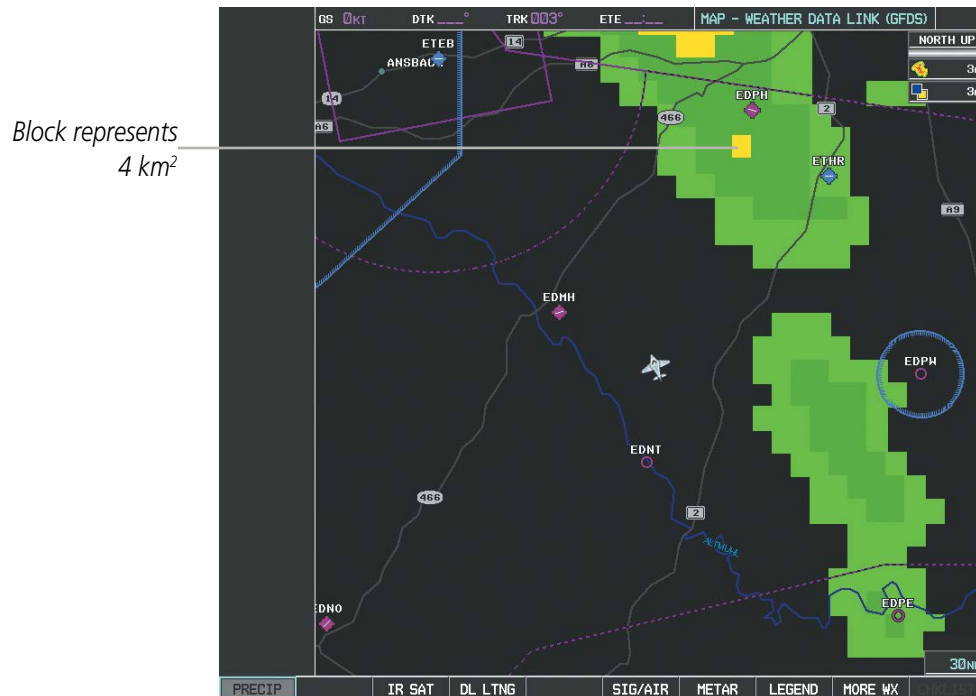 GS 0KT DTK ___° TRK 003° ETE __:__ MAP - WEATHER DATA LINK (GFDS)
NORTH UP
ETEB
14
ANSBACH
A6
14
A6
EDPH
466
2
ETHR
A9
Block represents
4 km²
EDMH
EDPW
EDNT
466
2
ALTMUHL
EDNO
EDPE
30NM
PRECIP IR SAT DL LTNG SIG/AIR METAR LEGEND MORE WX